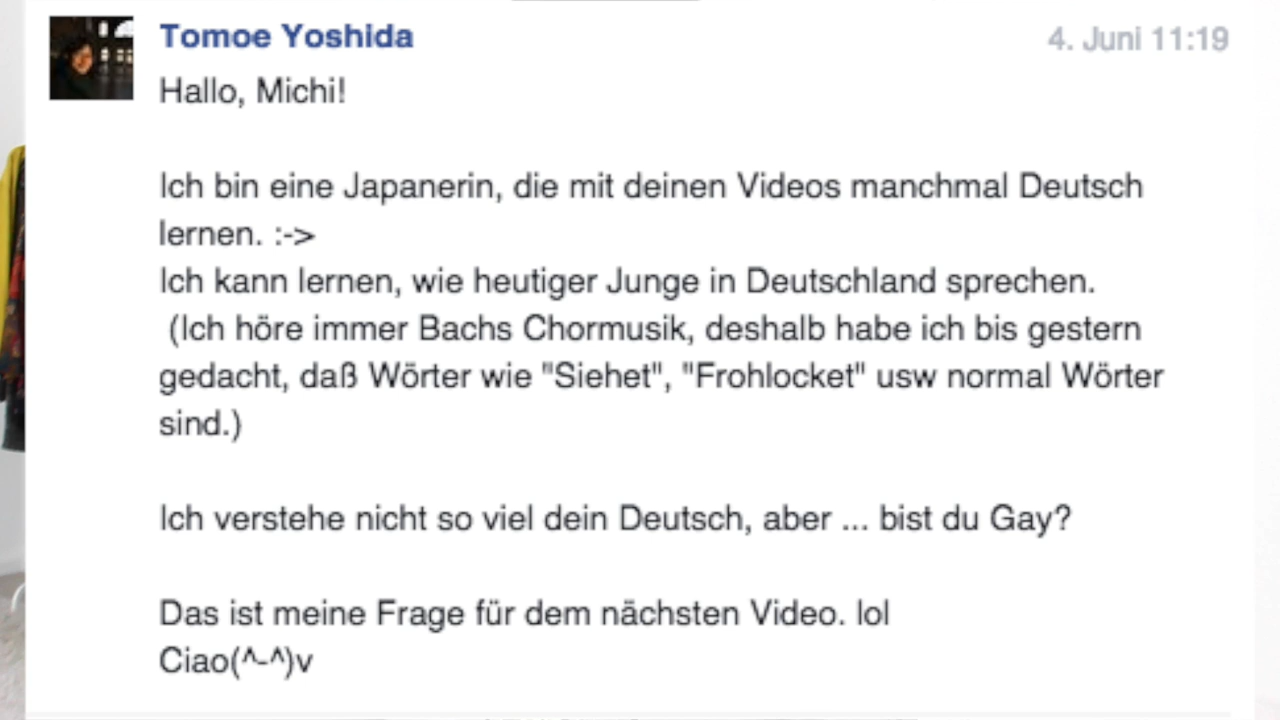 Tomoe Yoshida
4. Juni 11:19
Hallo, Michi!
Ich bin eine Japanerin, die mit deinen Videos manchmal Deutsch
lernen. :->
Ich kann lernen, wie heutiger Junge in Deutschland sprechen.
(Ich höre immer Bachs Chormusik, deshalb habe ich bis gestern
gedacht, daß Wörter wie "Siehet", "Frohlocket" usw normal Wörter
sind.)
Ich verstehe nicht so viel dein Deutsch, aber ... bist du Gay?
Das ist meine Frage für dem nächsten Video. lol
Ciao(^-^)v